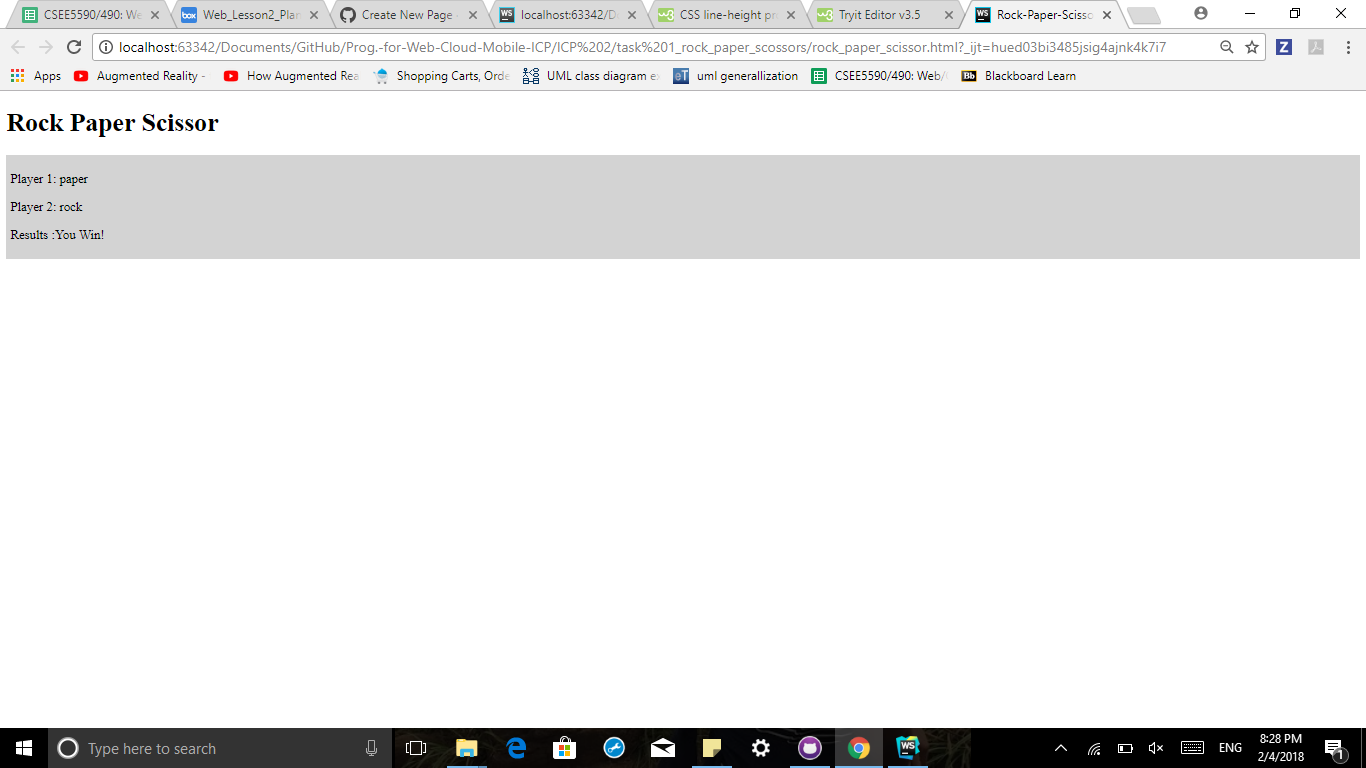 CSEE5590/490: We
Web_Lesson2_Plan
Create New Page ·
localhost:63342/D
CSS line-height pr
Tryit Editor v3.5
Rock-Paper-Scisso
localhost:63342/Documents/GitHub/Prog.-for-Web-Cloud-Mobile-ICP/ICP%202/task%201_rock_paper_scossors/rock_paper_scissor.html?_ijt=hued03bi3485jsig4ajnk4k7i7
Apps
Augmented Reality -
How Augmented Rea
Shopping Carts, Orde
UML class diagram ex
uml generallization
CSEE5590/490: Web/
Blackboard Learn
Rock Paper Scissor
Player 1: paper
Player 2: rock
Results :You Win!
Type here to search
ENG
8:28 PM
2/4/2018